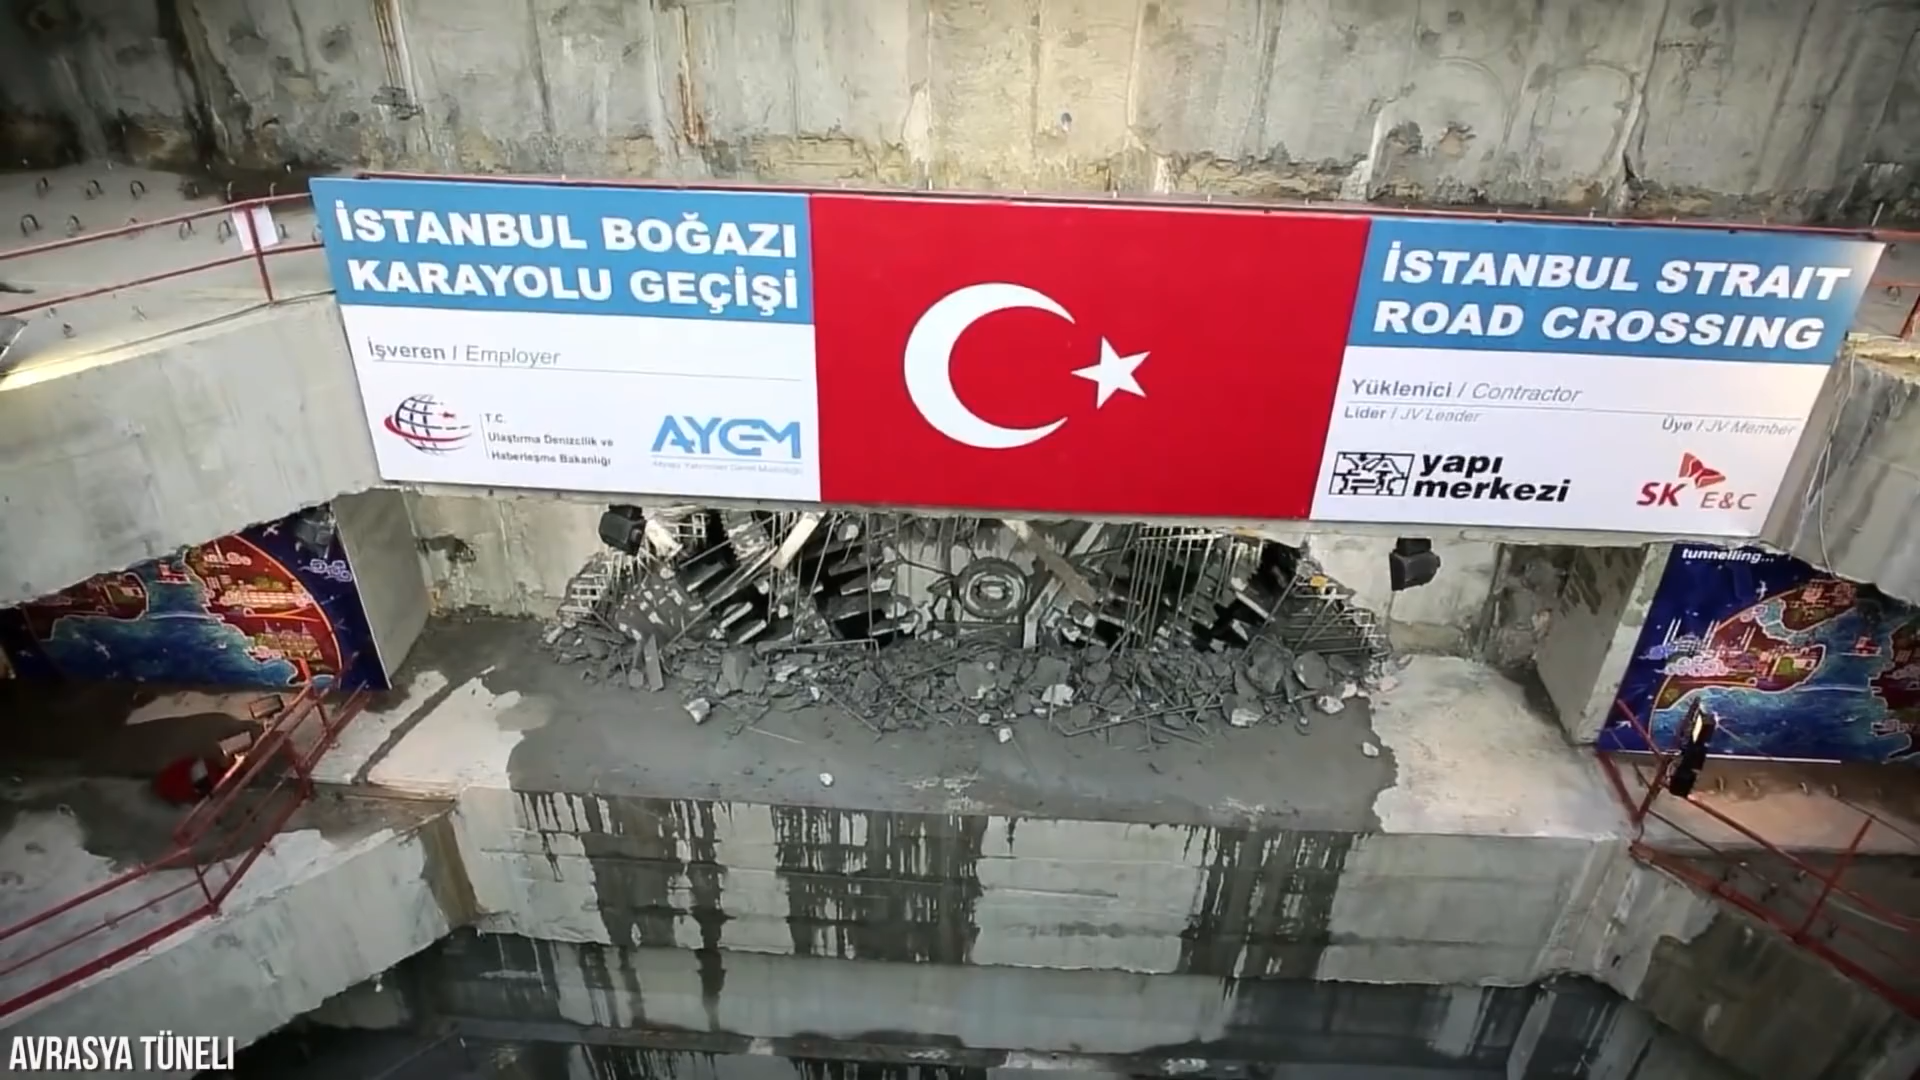 İSTANBUL BOĞAZI
KARAYOLU GEÇİŞİ
İşveren / Employer
T.C.
Ulaştırma Denizcilik ve
Haberleşme Bakanlığı
AYGM
İSTANBUL STRAIT
ROAD CROSSING
Yüklenici / Contractor
Lider / JV Leader
Üye / JV Member
yapı
merkezi
SK E&C
tunnelling...
AVRASYA TÜNELİ